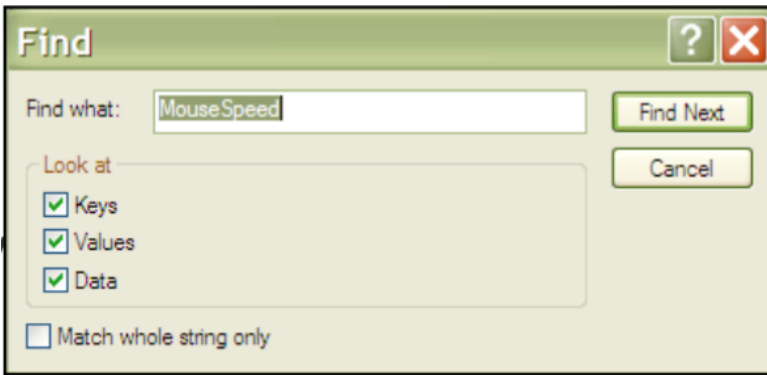 Find
Find what: MouseSpeed Find Next
Look at Cancel
Keys
Values
Data
Match whole string only